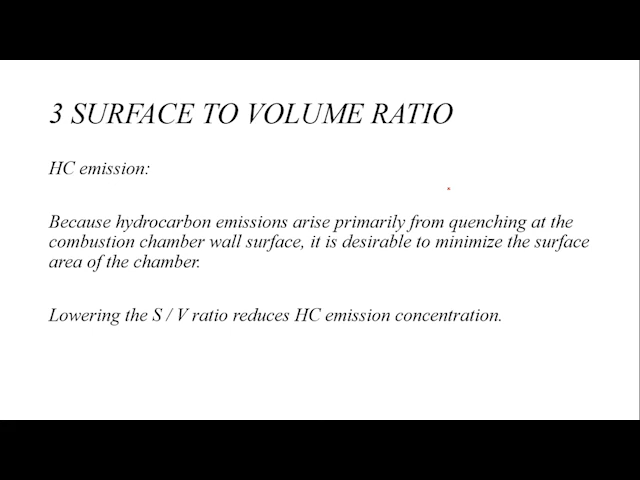 3 SURFACE TO VOLUME RATIO
HC emission:
Because hydrocarbon emissions arise primarily from quenching at the
combustion chamber wall surface, it is desirable to minimize the surface
area of the chamber.
Lowering the S / V ratio reduces HC emission concentration.